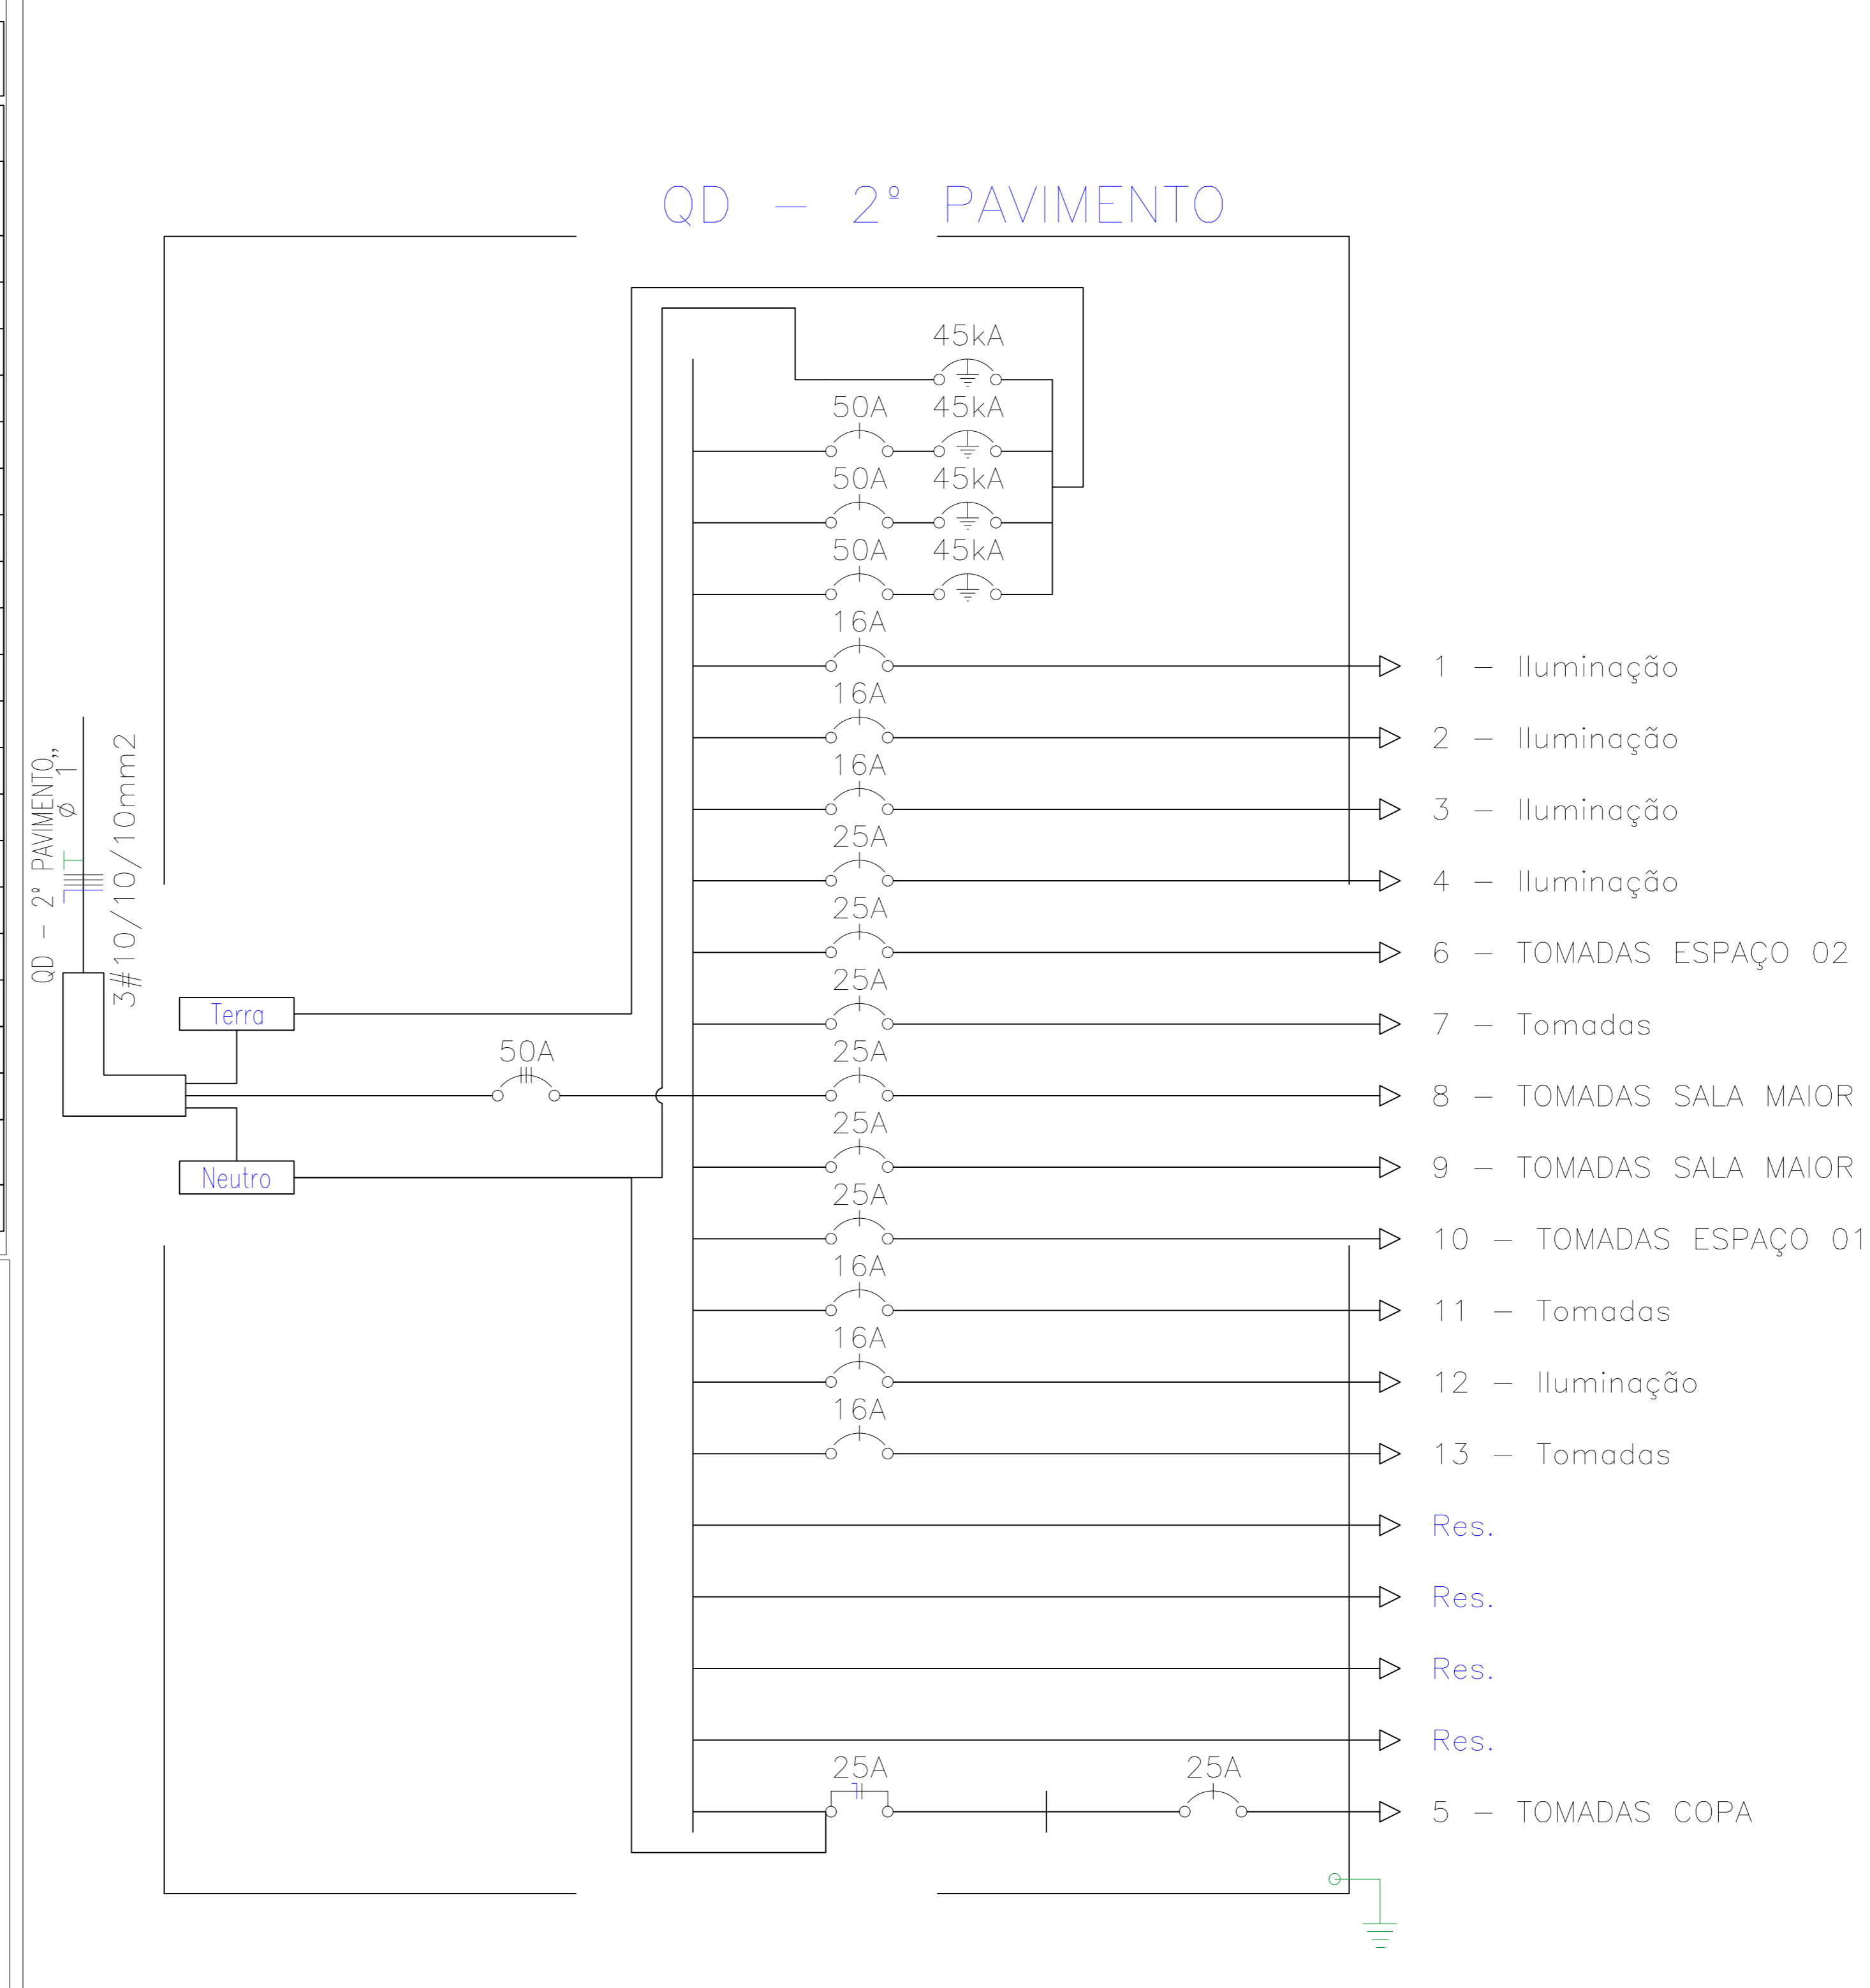 QD - 2º PAVIMENTO
45kA
50A 45kA
50A 45kA
50A 45kA
16A
1 - Iluminação
16A
2 - Iluminação
16A
3 - Iluminação
25A
4 - Iluminação
25A
6 - TOMADAS ESPAÇO 02
25A
7 - Tomadas
25A
8 - TOMADAS SALA MAIOR
25A
9 - TOMADAS SALA MAIOR
25A
10 - TOMADAS ESPAÇO 01
16A
11 - Tomadas
16A
12 - Iluminação
16A
13 - Tomadas
Res.
Res.
Res.
Res.
25A 25A
5 - TOMADAS COPA
QD - 2º PAVIMENTO,
ø 1"
3#10/10/10mm2
Terra
50A
Neutro